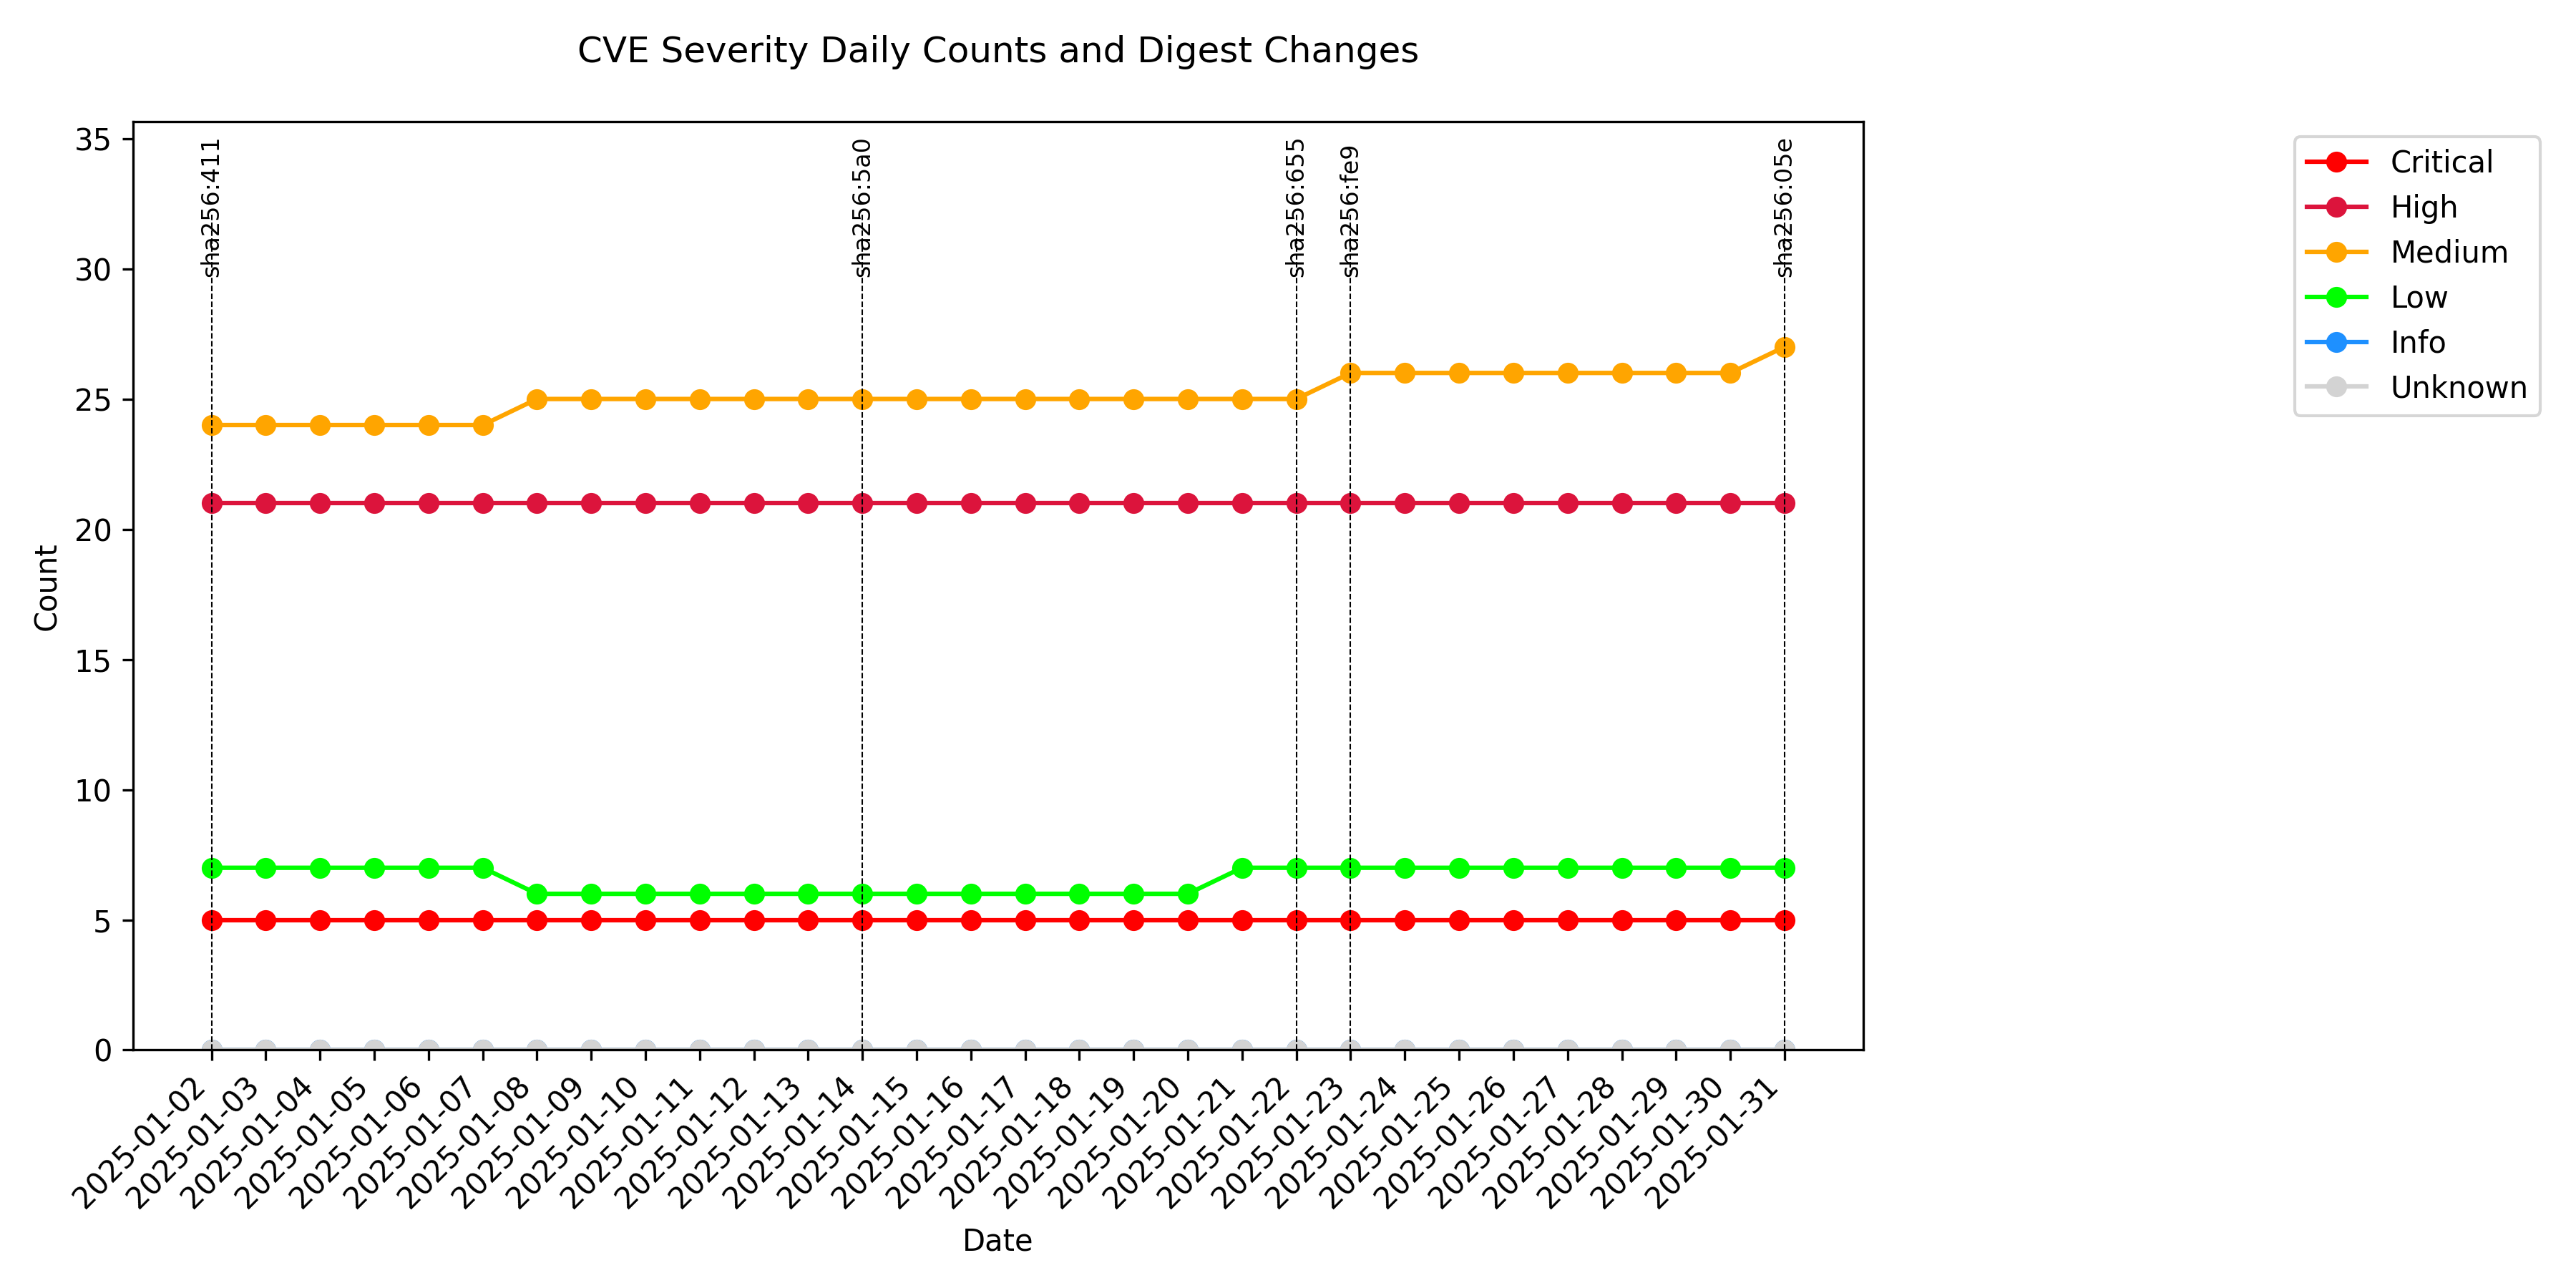 CVE Severity Daily Counts and Digest Changes
35
30
25
20
15
10
5
0
Count
sha256:411
sha256:5a0
sha256:655
sha256:fe9
sha256:05e
Critical
High
Medium
Low
Info
Unknown
2025-01-02
2025-01-03
2025-01-04
2025-01-05
2025-01-06
2025-01-07
2025-01-08
2025-01-09
2025-01-10
2025-01-11
2025-01-12
2025-01-13
2025-01-14
2025-01-15
2025-01-16
2025-01-17
2025-01-18
2025-01-19
2025-01-20
2025-01-21
2025-01-22
2025-01-23
2025-01-24
2025-01-25
2025-01-26
2025-01-27
2025-01-28
2025-01-29
2025-01-30
2025-01-31
Date